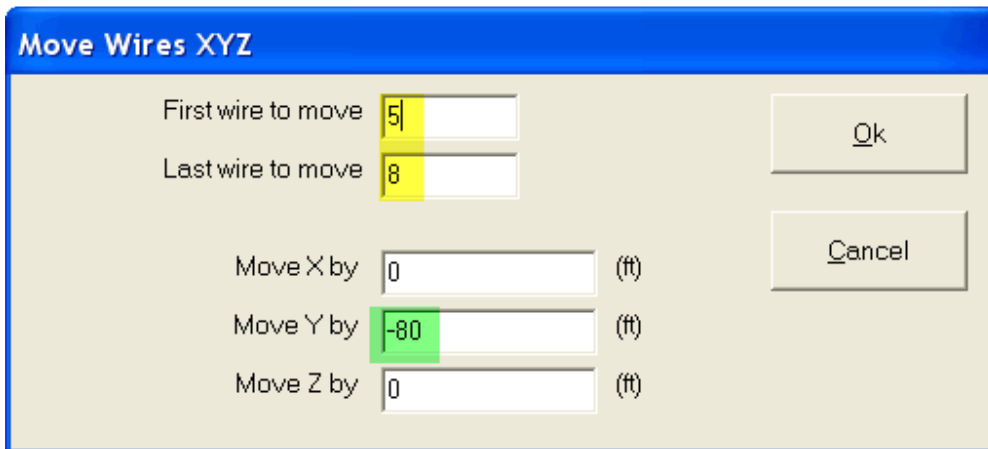 Move Wires XYZ
First wire to move 5
Ok
Last wire to move 8
Cancel
Move X by 0 (ft)
Move Y by -80 (ft)
Move Z by 0 (ft)